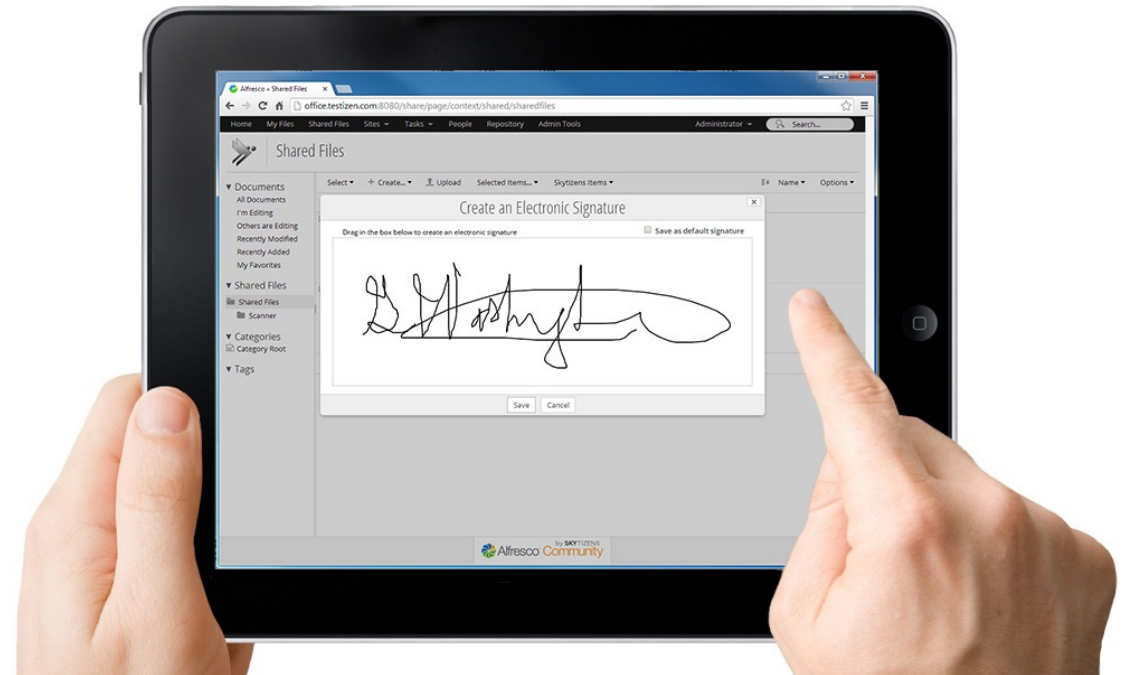 Alfresco » Shared Files
office.testizen.com:8080/share/page/context/shared/sharedfiles
Home My Files Shared Files Sites Tasks People Repository Admin Tools Administrator Search...
Shared Files
Select + Create... Upload Selected Items... Skytizens Items Name Options
Documents
All Documents
I'm Editing
Others are Editing
Recently Modified
Recently Added
My Favorites
Shared Files
Shared Files
Scanner
Categories
Category Root
Tags
Create an Electronic Signature
Drag in the box below to create an electronic signature Save as default signature
G Washington
Save Cancel
Alfresco Community
by SKYTIZENS